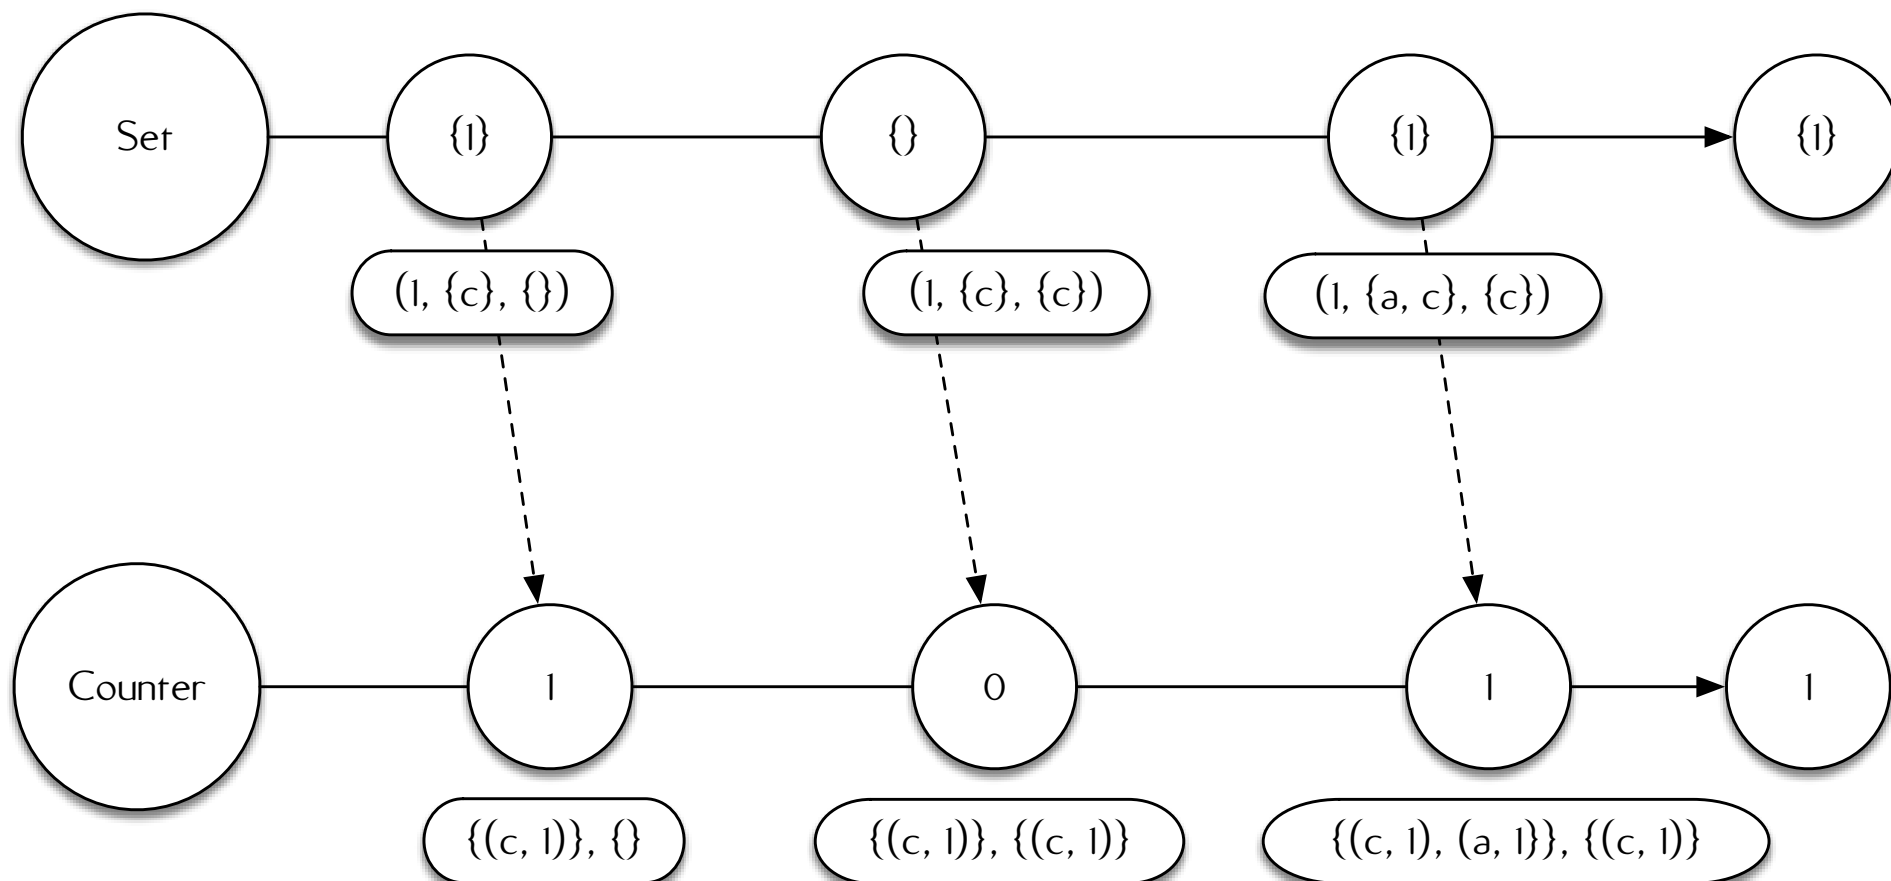 Set
{1}
{}
{1}
{1}
(1, {c}, {})
(1, {c}, {c})
(1, {a, c}, {c})
Counter
1
0
1
1
{(c, 1)}, {}
{(c, 1)}, {(c, 1)}
{(c, 1), (a, 1}}, {(c, 1)}